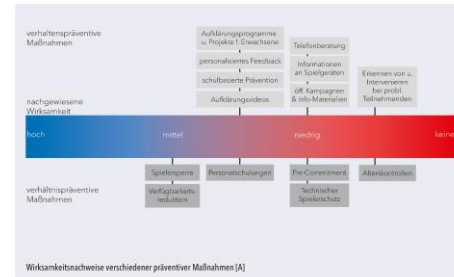 verhaltenspräventive
Maßnahmen
Aufklärungsprogramme
u. Projekte f. Erwachsene
personalisiertes Feedback
schulbasierte Prävention
Aufklärungsvideos
Telefonberatung
Informationen
an Spielgeräten
öff. Kampagnen
& Info-Materialien
Erkennen von u.
Intervenieren
bei probl.
Teilnehmenden
nachgewiesene
Wirksamkeit
hoch
mittel
niedrig
keine
verhältnispräventive
Maßnahmen
Spielersperre
Verfügbarkeits-
reduktion
Personalschulungen
Pre-Commitment
Technischer
Spielerschutz
Alterskontrollen
Wirksamkeitsnachweise verschiedener präventiver Maßnahmen [A]